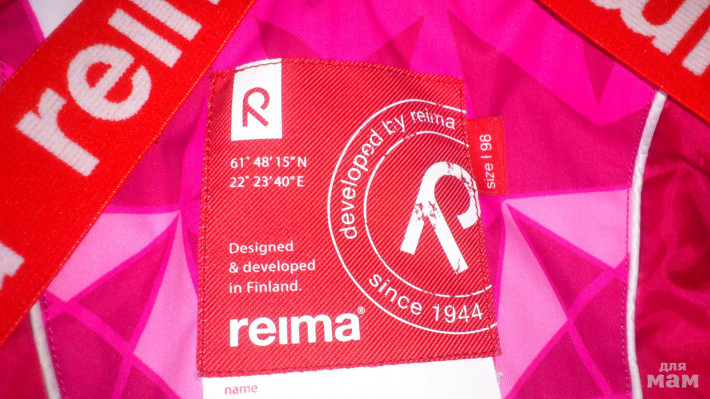 reim
61° 48' 15" N
22° 23' 40" E
developed by reima
since 1944
size | 98
Designed
& developed
in Finland.
reima®
name
для
мам